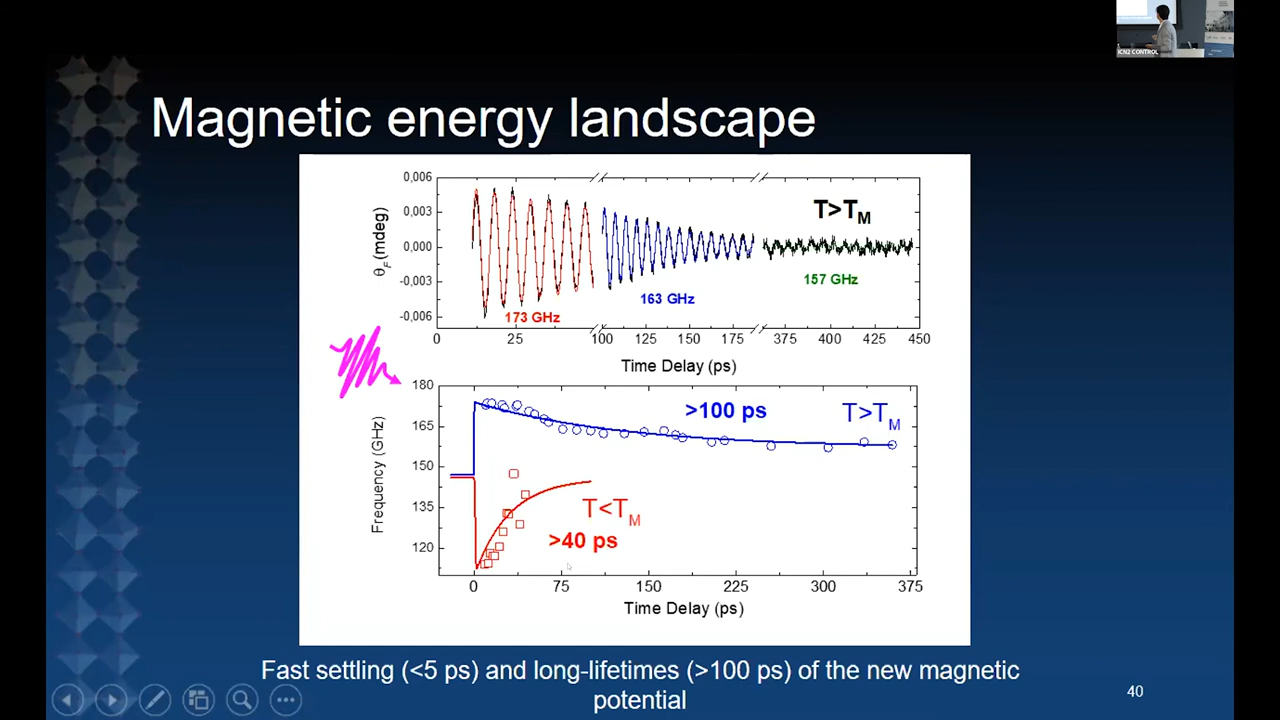 ICN2 CONTROL
Magnetic energy landscape
0,006
0,003
0,000
-0,003
-0,006
θF (mdeg)
T>TM
173 GHz
163 GHz
157 GHz
0 25 100 125 150 175 375 400 425 450
Time Delay (ps)
180
165
150
135
120
Frequency (GHz)
>100 ps
T>TM
T<TM
>40 ps
0 75 150 225 300 375
Time Delay (ps)
Fast settling (<5 ps) and long-lifetimes (>100 ps) of the new magnetic
potential
40